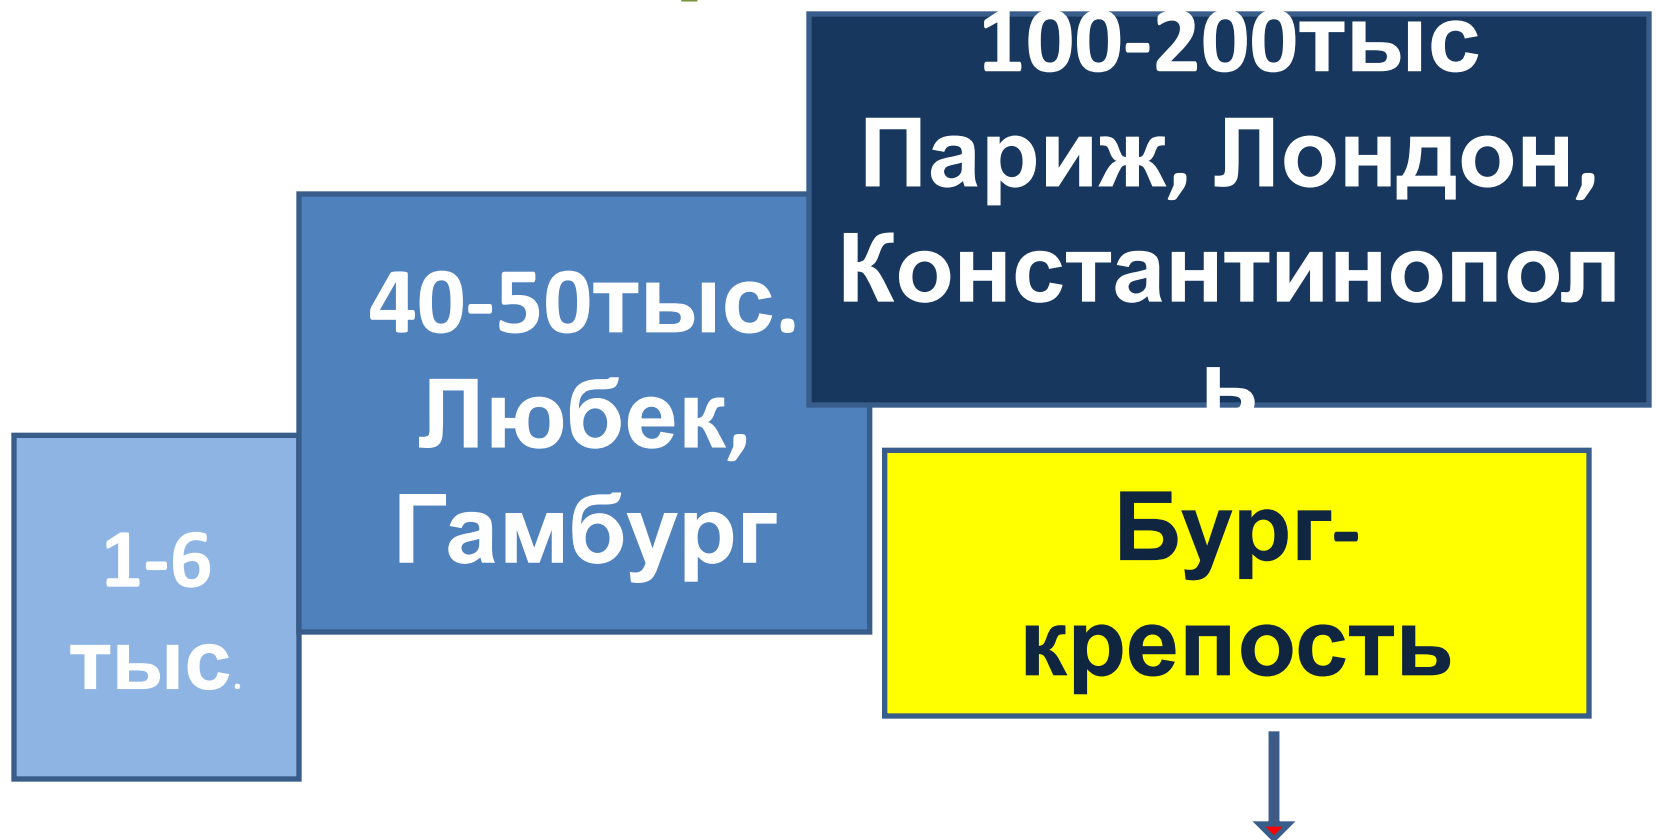 100-200тыс
Париж, Лондон,
Константинопол
ь
40-50тыс.
Любек,
Гамбург
1-6
тыс.
Бург-
крепость